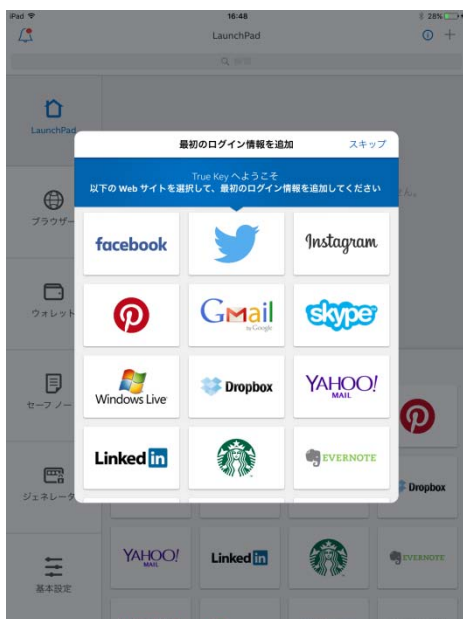 iPad
16:48
28%
LaunchPad
検索
LaunchPad
ブラウザー
ウォレット
セーフ ノー
ジェネレータ
基本設定
最初のログイン情報を追加
スキップ
True Key へようこそ
以下の Web サイトを選択して、最初のログイン情報を追加してください
せん。
facebook
Instagram
GMail
by Google
skype
Windows Live
Dropbox
YAHOO!
MAIL
Linked in
EVERNOTE
Dropbox
YAHOO!
MAIL
Linked in
EVERNOTE